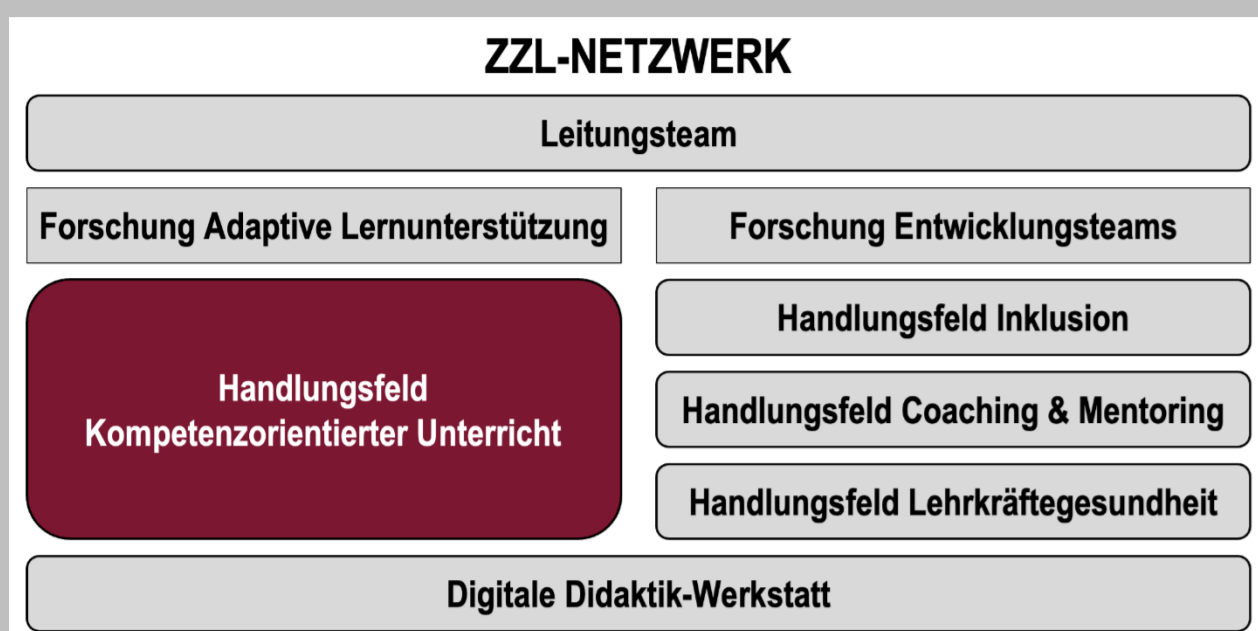 ZZL-NETZWERK
Leitungsteam
Forschung Adaptive Lernunterstützung
Forschung Entwicklungsteams
Handlungsfeld
Kompetenzorientierter Unterricht
Handlungsfeld Inklusion
Handlungsfeld Coaching & Mentoring
Handlungsfeld Lehrkräftegesundheit
Digitale Didaktik-Werkstatt